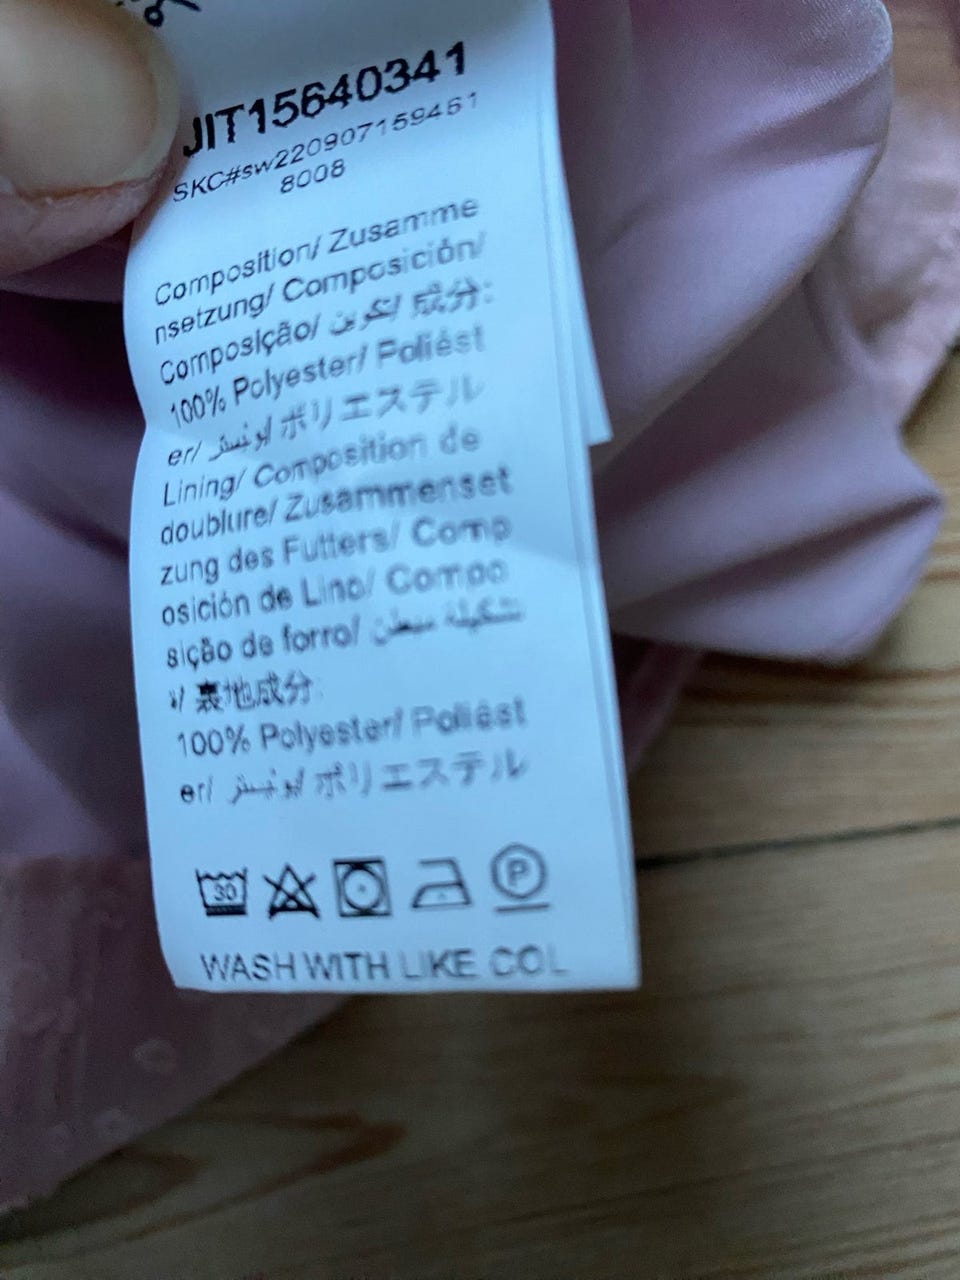 JIT15640341
SKC#sw220907159461
8008
Composition/ Zusamme
nsetzung/ Composición/
Composição/ تكوين/ 成分:
100% Polyester/ Poliést
er/ بوليستر/ ポリエステル
Lining/ Composition de
doublure/ Zusammenset
zung des Futters/ Comp
osición de Lino/ Compo
sição de forro/ تشكيلة مبطن
ة/ 裏地成分:
100% Polyester/ Poliést
er/ بوليستر/ ポリエステル
30 P
WASH WITH LIKE COL